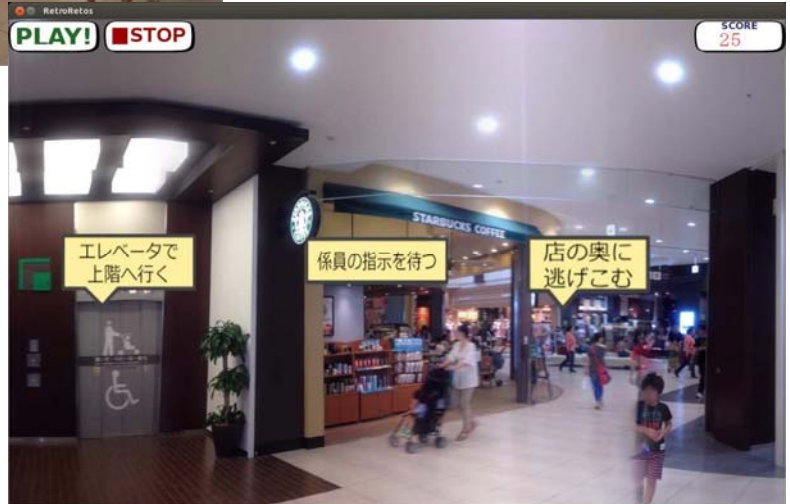 RetroRetos
PLAY!
STOP
SCORE
25
STARBUCKS COFFEE
エレベータで
上階へ行く
係員の指示を待つ
店の奥に
逃げこむ